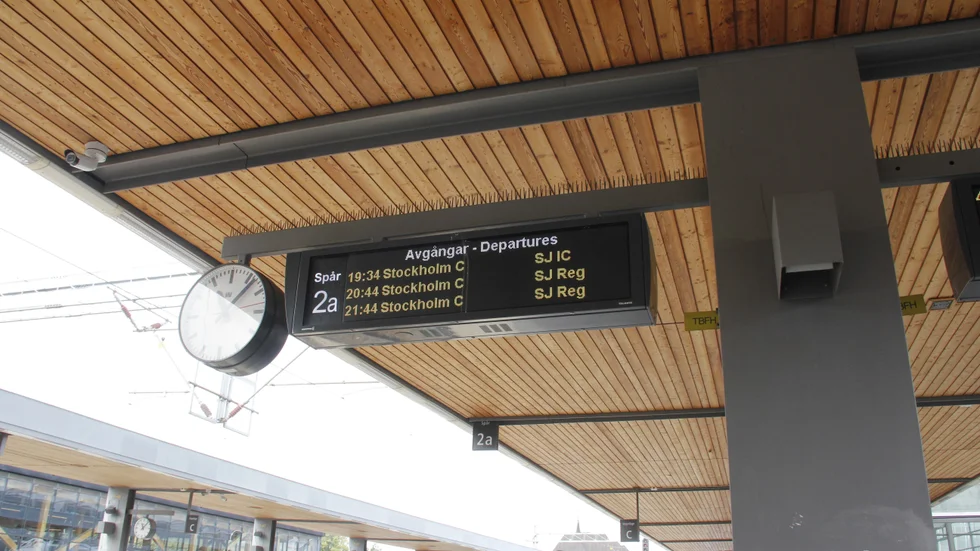 Avgångar - Departures
Spår
2a
19:34 Stockholm C SJ IC
20:44 Stockholm C SJ Reg
21:44 Stockholm C SJ Reg
TBFH
2a
C
C